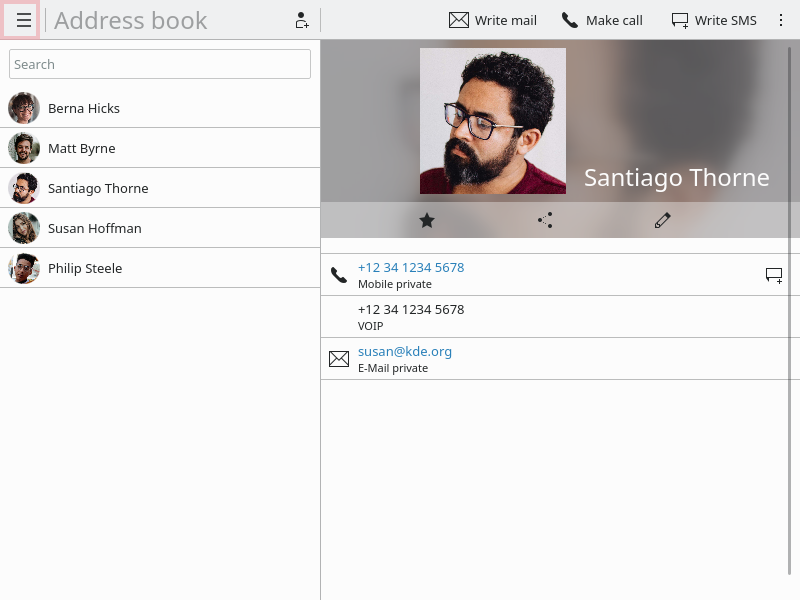 Address book
Write mail
Make call
Write SMS
Search
Berna Hicks
Matt Byrne
Santiago Thorne
Susan Hoffman
Philip Steele
Santiago Thorne
+12 34 1234 5678
Mobile private
+12 34 1234 5678
VOIP
susan@kde.org
E-Mail private